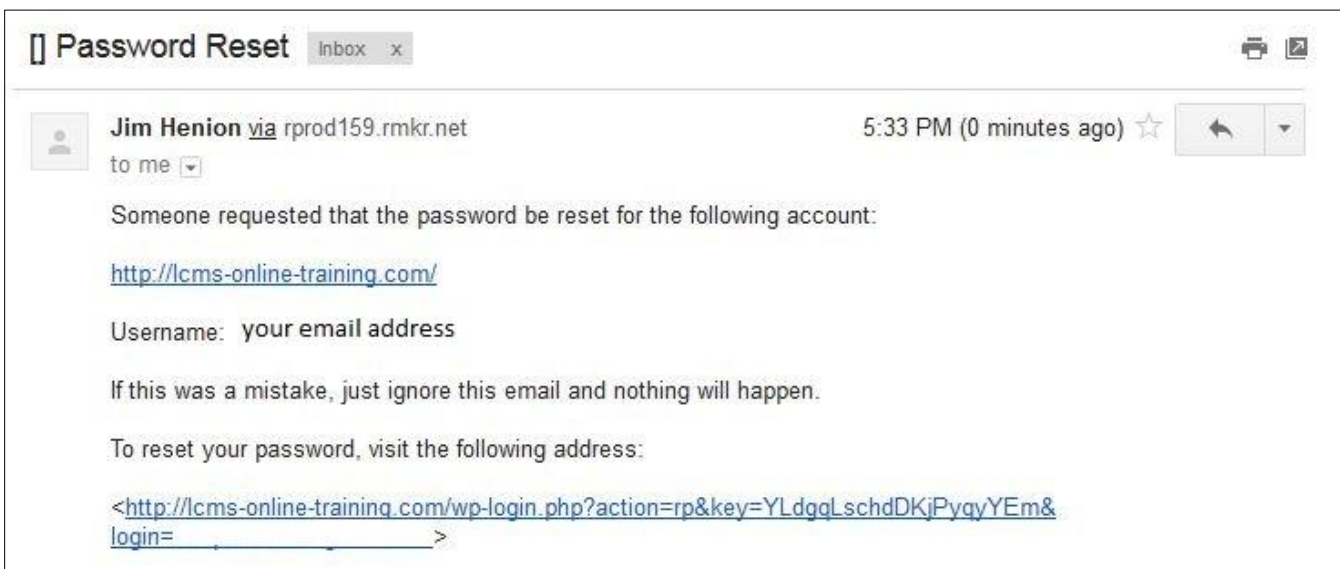 [] Password Reset Inbox x
Jim Henion via rprod159.rmkr.net 5:33 PM (0 minutes ago)
to me
Someone requested that the password be reset for the following account:
http://lcms-online-training.com/
Username: your email address
If this was a mistake, just ignore this email and nothing will happen.
To reset your password, visit the following address:
<http://lcms-online-training.com/wp-login.php?action=rp&key=YLdgqLschdDKjPyqyYEm&
login= >